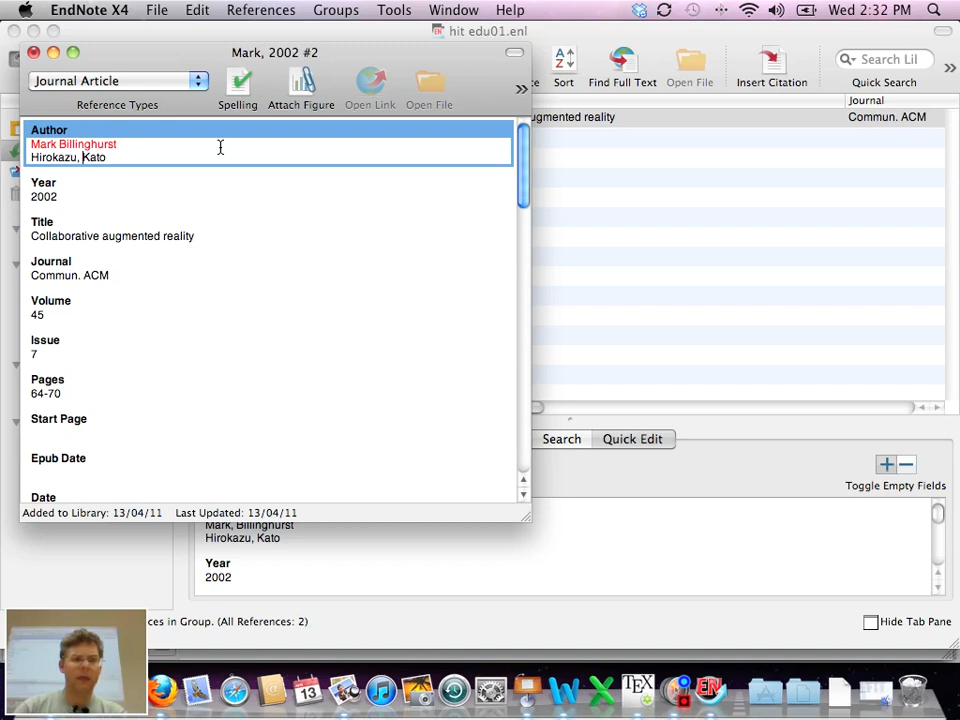 EndNote X4 File Edit References Groups Tools Window Help Wed 2:32 PM
hit edu01.enl
Mark, 2002 #2
Journal Article
Reference Types
Spelling
Attach Figure
Open Link
Open File
Sort
Find Full Text
Open File
Insert Citation
Search Lib
Quick Search
Journal
ugmented reality
Commun. ACM
Author
Mark Billinghurst
Hirokazu, Kato
Year
2002
Title
Collaborative augmented reality
Journal
Commun. ACM
Volume
45
Issue
7
Pages
64-70
Start Page
Epub Date
Date
Added to Library: 13/04/11 Last Updated: 13/04/11
Search
Quick Edit
Toggle Empty Fields
Mark, Billinghurst
Hirokazu, Kato
Year
2002
ces in Group. (All References: 2)
Hide Tab Pane
13
TEX
EN